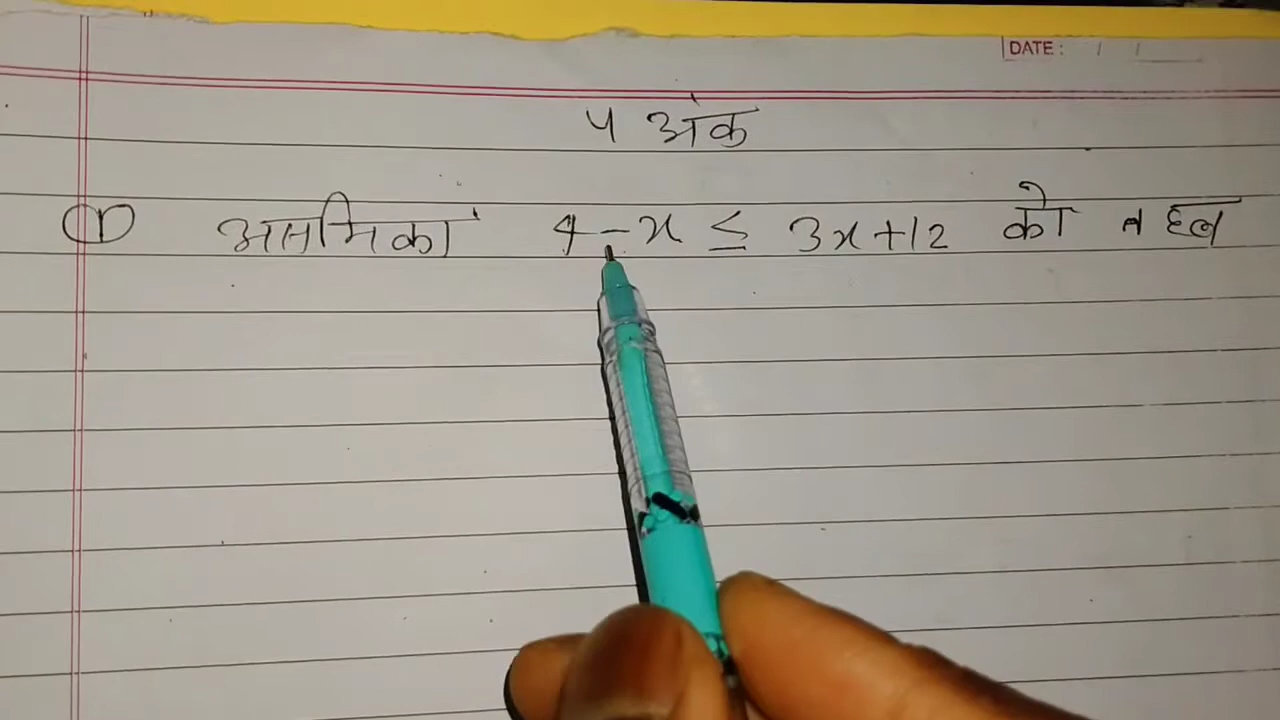 DATE : / /
4 अंक
① असमिका 4 - x ≤ 3x + 12 को हल